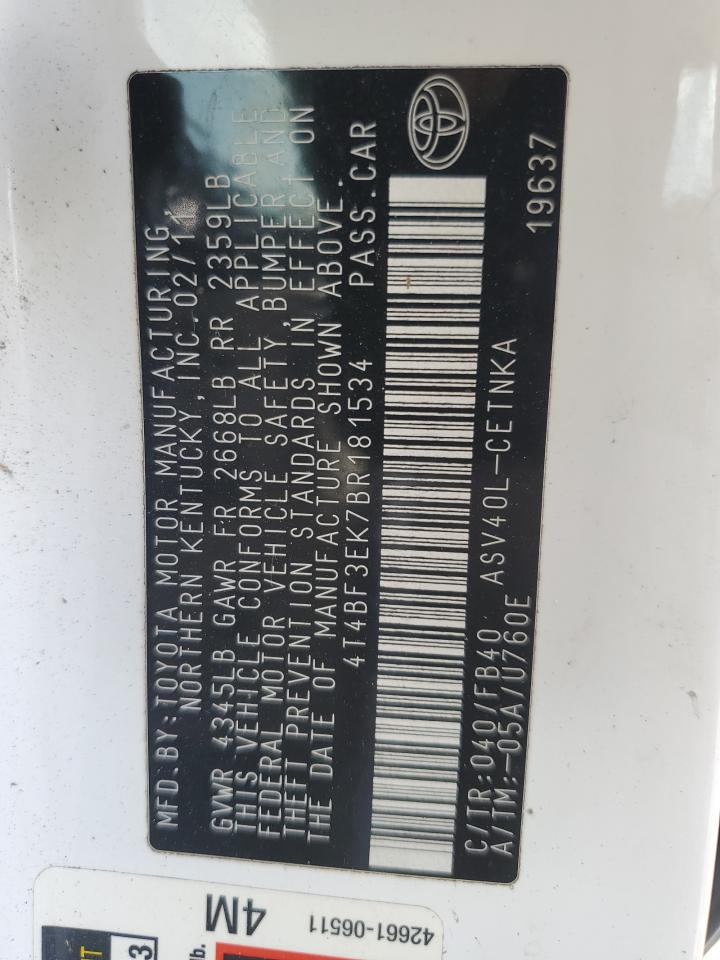 MFD.BY:TOYOTA MOTOR MANUFACTURING,
NORTHERN KENTUCKY, INC. 02/11
GVWR 4345LB GAWR FR 2668LB RR 2359LB
THIS VEHICLE CONFORMS TO ALL APPLICABLE
FEDERAL MOTOR VEHICLE SAFETY, BUMPER, AND
THEFT PREVENTION STANDARDS IN EFFECT ON
THE DATE OF MANUFACTURE SHOWN ABOVE.
4T4BF3EK7BR181534 PASS.CAR
C/TR:040/FB40 ASV40L-CETNKA
A/TM:-05A/U760E 19637
4M
42661-06511